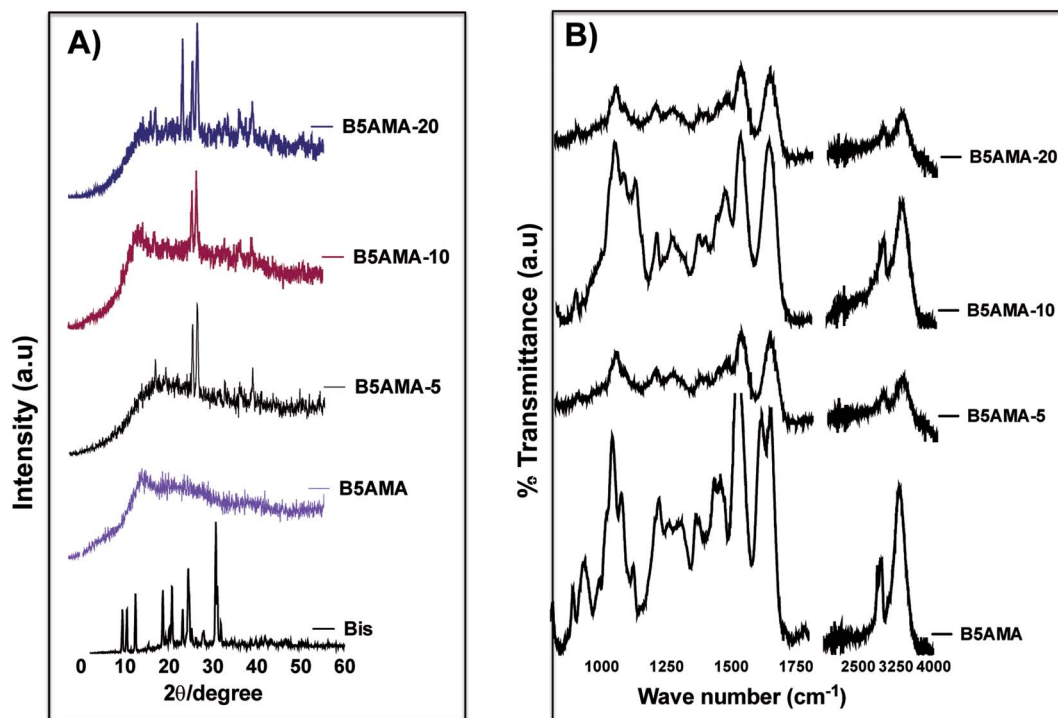 A)
B5AMA-20
B5AMA-10
B5AMA-5
B5AMA
Bis
Intensity (a.u)
10 20 30 40 50 60
2θ/degree
B)
B5AMA-20
B5AMA-10
B5AMA-5
B5AMA
% Transmittance (a.u)
1000 1250 1500 1750 2500 3250 4000
Wave number (cm-1)